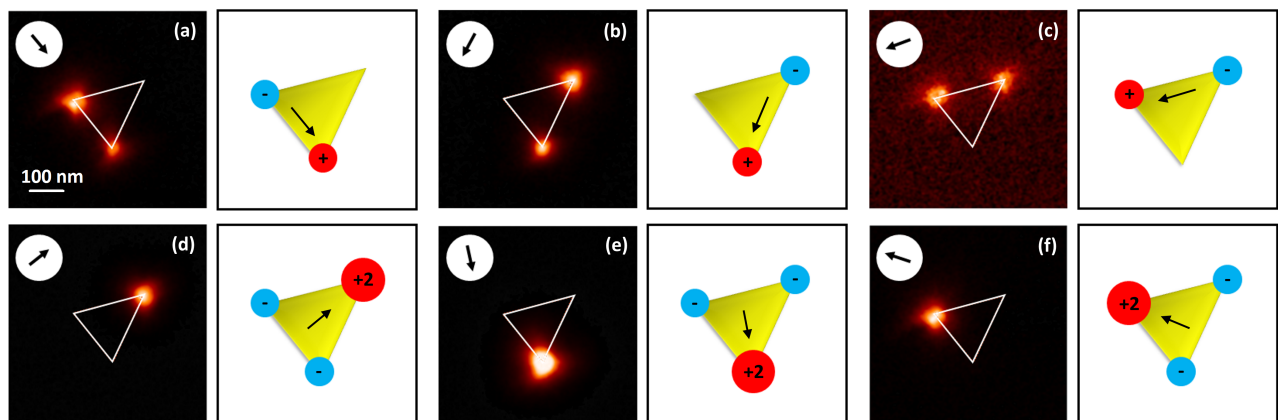 (a)
100 nm
-
+
(b)
-
+
(c)
+
-
(d)
-
+2
-
(e)
-
-
+2
(f)
+2
-
-